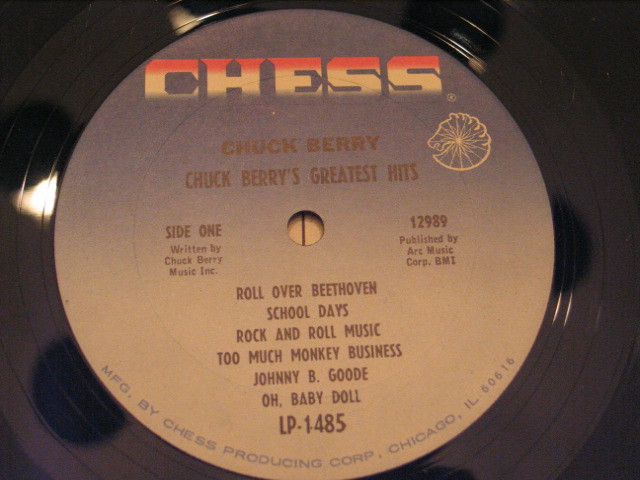 CHESS
®
CHUCK BERRY
CHUCK BERRY'S GREATEST HITS
SIDE ONE
Written by
Chuck Berry
Music Inc.
12989
Published by
Arc Music
Corp. BMI
ROLL OVER BEETHOVEN
SCHOOL DAYS
ROCK AND ROLL MUSIC
TOO MUCH MONKEY BUSINESS
JOHNNY B. GOODE
OH, BABY DOLL
LP-1485
MFG. BY CHESS PRODUCING CORP., CHICAGO, IL 60616